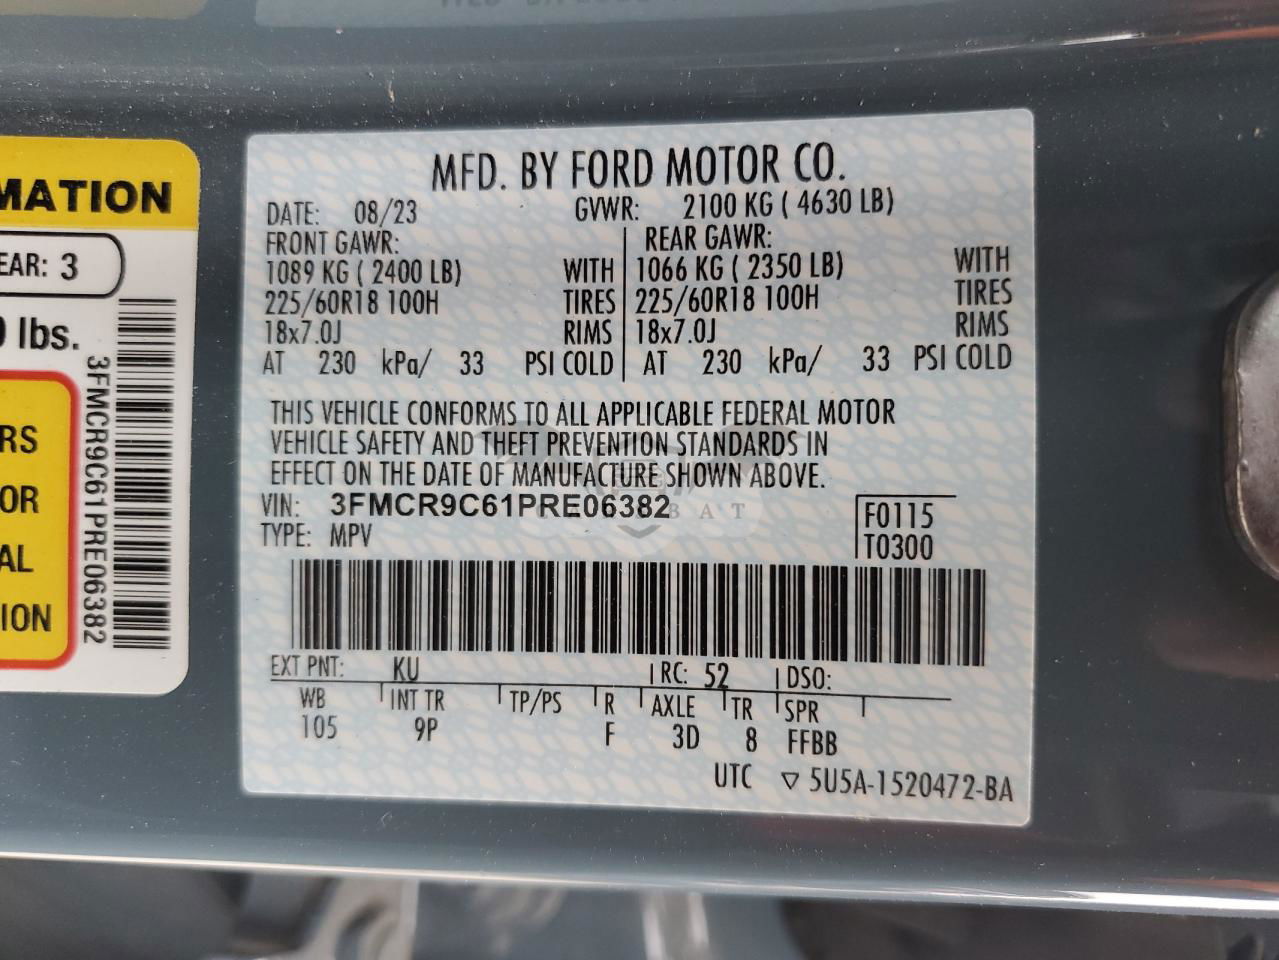 MATION
EAR: 3
lbs.
RS
OR
AL
ION
3FMCR9C61PRE06382
MFD. BY FORD MOTOR CO.
DATE: 08/23 GVWR: 2100 KG ( 4630 LB)
FRONT GAWR: REAR GAWR:
1089 KG ( 2400 LB) WITH 1066 KG ( 2350 LB) WITH
225/60R18 100H TIRES 225/60R18 100H TIRES
18x7.0J RIMS 18x7.0J RIMS
AT 230 kPa/ 33 PSI COLD AT 230 kPa/ 33 PSI COLD
THIS VEHICLE CONFORMS TO ALL APPLICABLE FEDERAL MOTOR
VEHICLE SAFETY AND THEFT PREVENTION STANDARDS IN
EFFECT ON THE DATE OF MANUFACTURE SHOWN ABOVE.
VIN: 3FMCR9C61PRE06382
TYPE: MPV
F0115
T0300
EXT PNT: KU RC: 52 DSO:
WB INT TR TP/PS R AXLE TR SPR
105 9P F 3D 8 FFBB
UTC ▽ 5U5A-1520472-BA